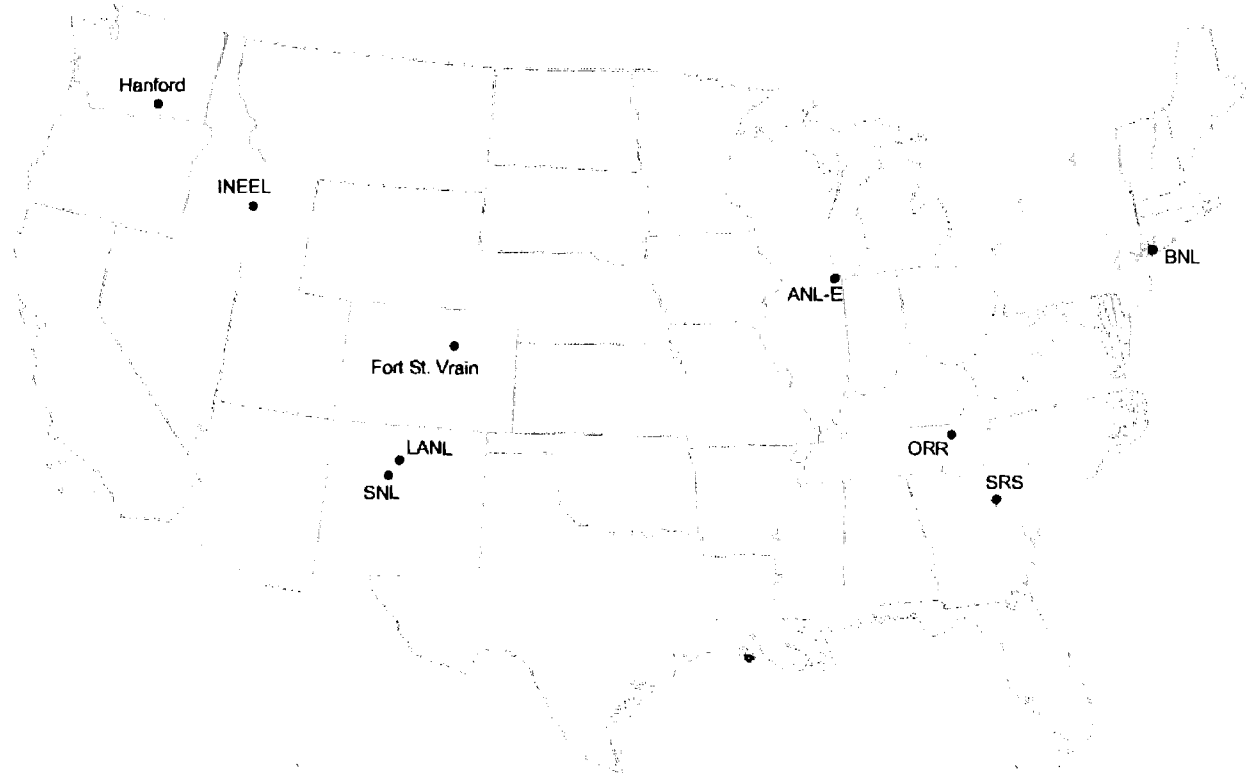 Hanford
INEEL
BNL
ANL-E
Fort St. Vrain
ORR
LANL
SRS
SNL